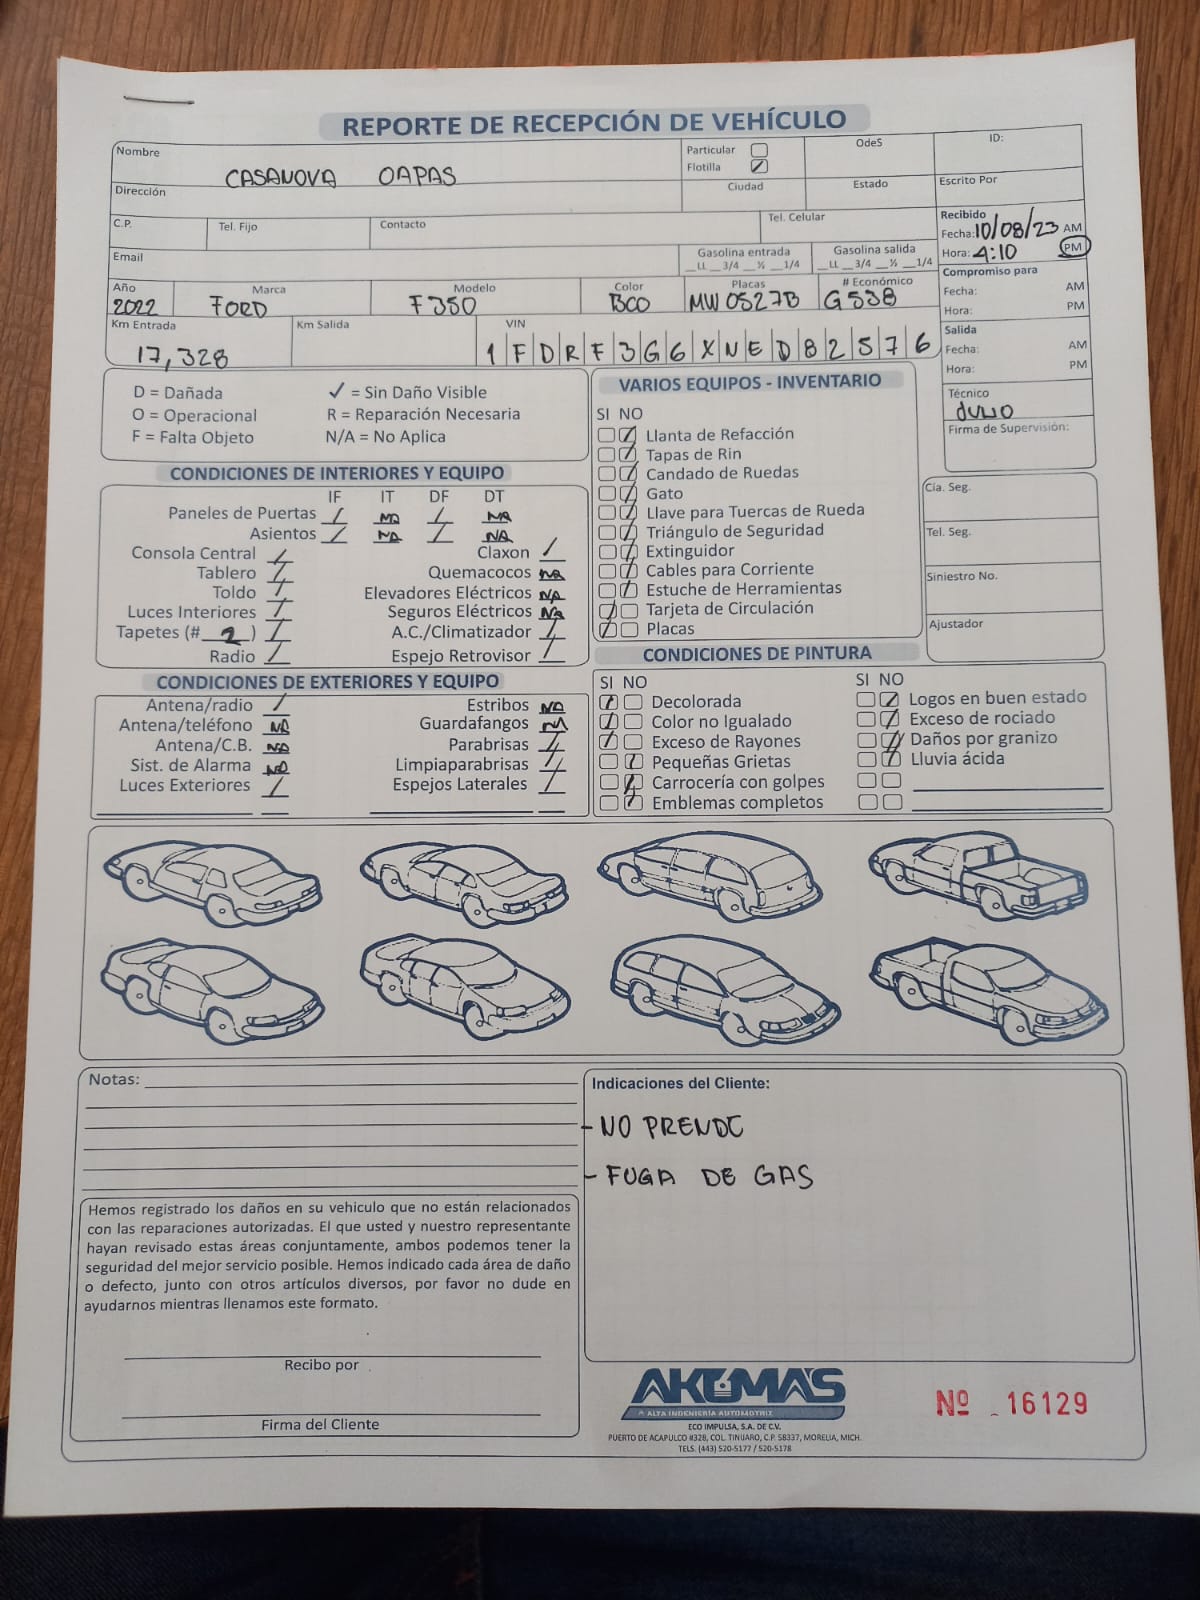 REPORTE DE RECEPCIÓN DE VEHÍCULO
Nombre CASANOVA OAPAS
Particular
Flotilla ✓
OdeS
ID:
Dirección
Ciudad
Estado
Escrito Por
C.P.
Tel. Fijo
Contacto
Tel. Celular
Recibido
Fecha: 10/08/23 AM
Hora: 4:10 PM
Email
Gasolina entrada
__LL __3/4 __½ __1/4
Gasolina salida
__LL __3/4 __½ __1/4
Compromiso para
Fecha: AM
Hora: PM
Año 2022
Marca FORD
Modelo F350
Color BCO
Placas MW0527B
# Económico G538
Km Entrada 17,328
Km Salida
VIN 1FDRF3G6XNED82576
Salida
Fecha: AM
Hora: PM
Técnico
JULIO
Firma de Supervisión:
D = Dañada ✓ = Sin Daño Visible
O = Operacional R = Reparación Necesaria
F = Falta Objeto N/A = No Aplica
CONDICIONES DE INTERIORES Y EQUIPO
IF IT DF DT
Paneles de Puertas / NA / NA
Asientos / NA / NA
Consola Central / Claxon /
Tablero / Quemacocos NA
Toldo / Elevadores Eléctricos NA
Luces Interiores / Seguros Eléctricos NA
Tapetes (# 2 ) / A.C./Climatizador /
Radio / Espejo Retrovisor /
CONDICIONES DE EXTERIORES Y EQUIPO
Antena/radio / Estribos NA
Antena/teléfono NA Guardafangos NA
Antena/C.B. NA Parabrisas /
Sist. de Alarma NA Limpiaparabrisas /
Luces Exteriores / Espejos Laterales /
VARIOS EQUIPOS - INVENTARIO
SI NO
Llanta de Refacción
Tapas de Rin
Candado de Ruedas
Gato
Llave para Tuercas de Rueda
Triángulo de Seguridad
Extinguidor
Cables para Corriente
Estuche de Herramientas
Tarjeta de Circulación
Placas
Cía. Seg.
Tel. Seg.
Siniestro No.
Ajustador
CONDICIONES DE PINTURA
SI NO SI NO
Decolorada Logos en buen estado
Color no Igualado Exceso de rociado
Exceso de Rayones Daños por granizo
Pequeñas Grietas Lluvia ácida
Carrocería con golpes
Emblemas completos
Notas:
Indicaciones del Cliente:
- NO PRENDE
- FUGA DE GAS
Hemos registrado los daños en su vehiculo que no están relacionados
con las reparaciones autorizadas. El que usted y nuestro representante
hayan revisado estas áreas conjuntamente, ambos podemos tener la
seguridad del mejor servicio posible. Hemos indicado cada área de daño
o defecto, junto con otros artículos diversos, por favor no dude en
ayudarnos mientras llenamos este formato.
Recibo por
Firma del Cliente
AKUMA'S
ALTA INGENIERIA AUTOMOTRIZ
ECO IMPULSA, S.A. DE C.V.
PUERTO DE ACAPULCO #328, COL. TINIJARO, C.P. 58337, MORELIA, MICH.
TELS. (443) 520-5177 / 520-5178
Nº 16129